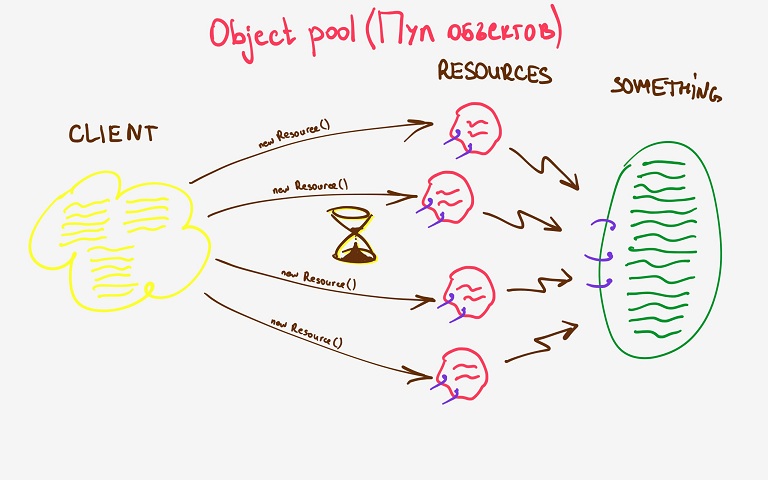 Object pool (Пул объектов)
RESOURCES
SOMETHING
CLIENT
new Resource()
new Resource()
new Resource()
new Resource()